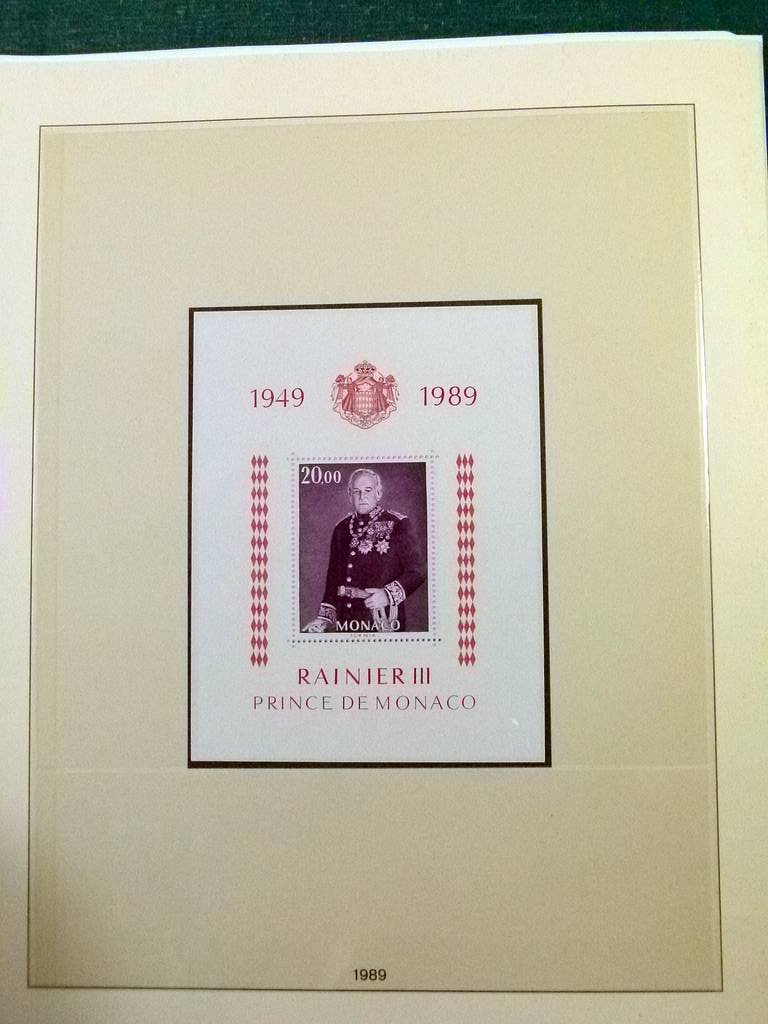 1949 1989
20,00
MONACO
RAINIER III
PRINCE DE MONACO
1989